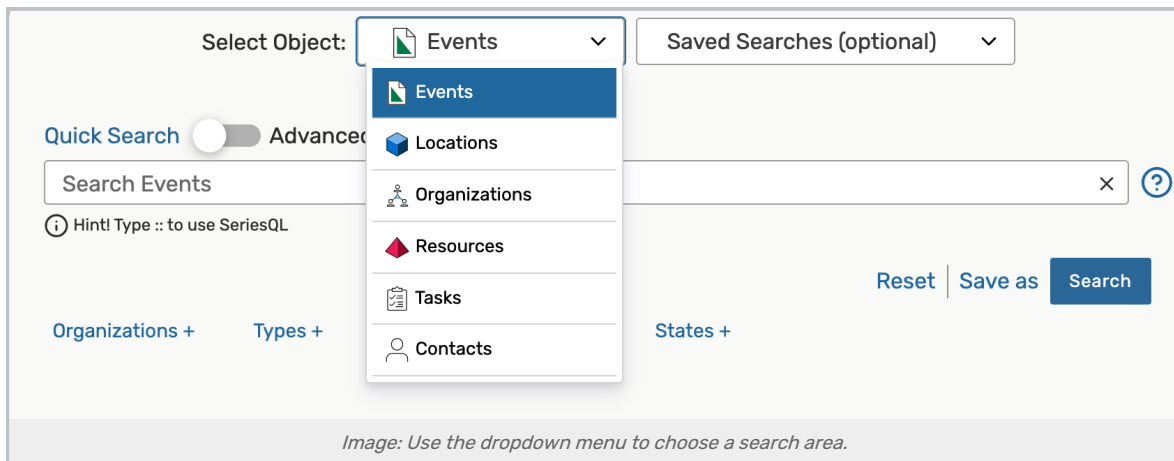 Select Object:
Events
Saved Searches (optional)
Events
Locations
Organizations
Resources
Tasks
Contacts
Quick Search
Advanced
Search Events
Hint! Type :: to use SeriesQL
Reset
Save as
Search
Organizations +
Types +
States +
Image: Use the dropdown menu to choose a search area.